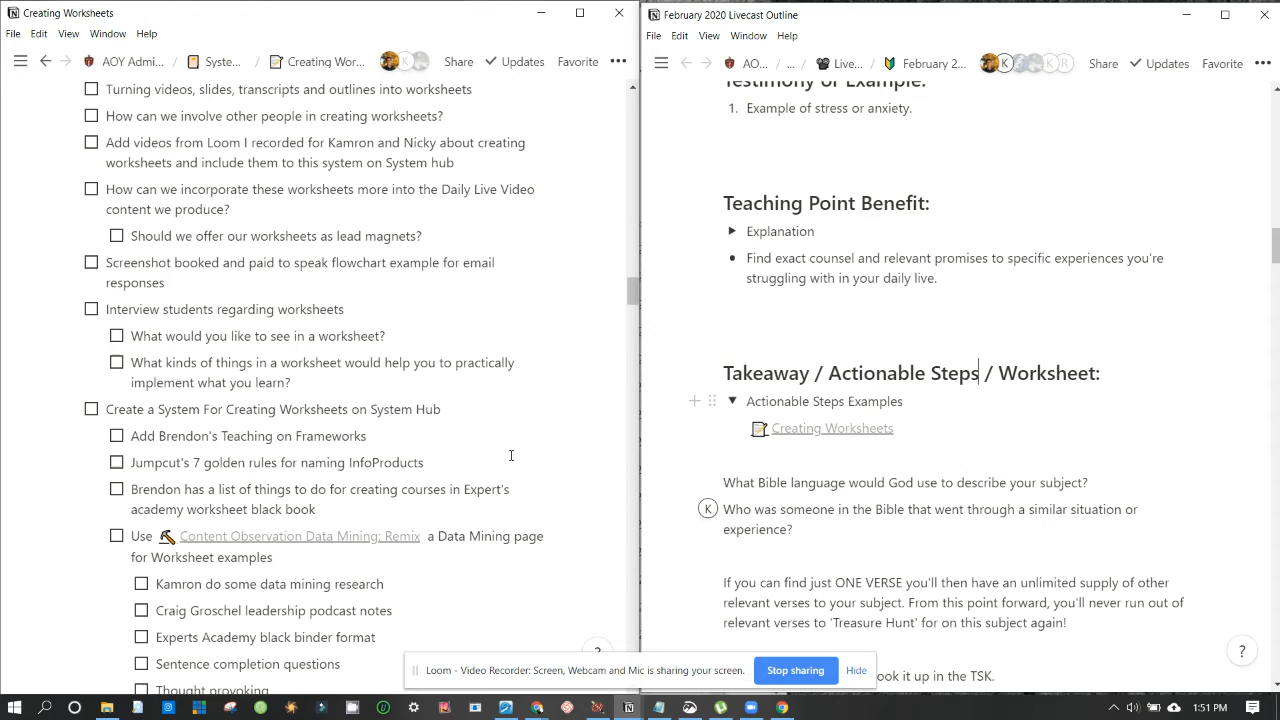 Creating Worksheets
File Edit View Window Help
AOY Admi... / Syste... / Creating Wor... K Share Updates Favorite •••
Turning videos, slides, transcripts and outlines into worksheets
How can we involve other people in creating worksheets?
Add videos from Loom I recorded for Kamron and Nicky about creating
worksheets and include them to this system on System hub
How can we incorporate these worksheets more into the Daily Live Video
content we produce?
Should we offer our worksheets as lead magnets?
Screenshot booked and paid to speak flowchart example for email
responses
Interview students regarding worksheets
What would you like to see in a worksheet?
What kinds of things in a worksheet would help you to practically
implement what you learn?
Create a System For Creating Worksheets on System Hub
Add Brendon's Teaching on Frameworks
Jumpcut's 7 golden rules for naming InfoProducts
Brendon has a list of things to do for creating courses in Expert's
academy worksheet black book
Use Content Observation Data Mining: Remix a Data Mining page
for Worksheet examples
Kamron do some data mining research
Craig Groschel leadership podcast notes
Experts Academy black binder format
Sentence completion questions
Thought provoking
February 2020 Livecast Outline
File Edit View Window Help
AO... / ... / Live... / February 2... K K R Share Updates Favorite •••
Testimony or Example:
1. Example of stress or anxiety.
Teaching Point Benefit:
Explanation
• Find exact counsel and relevant promises to specific experiences you're
struggling with in your daily live.
Takeaway / Actionable Steps / Worksheet:
Actionable Steps Examples
Creating Worksheets
What Bible language would God use to describe your subject?
K Who was someone in the Bible that went through a similar situation or
experience?
If you can find just ONE VERSE you'll then have an unlimited supply of other
relevant verses to your subject. From this point forward, you'll never run out of
relevant verses to 'Treasure Hunt' for on this subject again!
ook it up in the TSK.
?
Loom - Video Recorder: Screen, Webcam and Mic is sharing your screen. Stop sharing Hide
1:51 PM